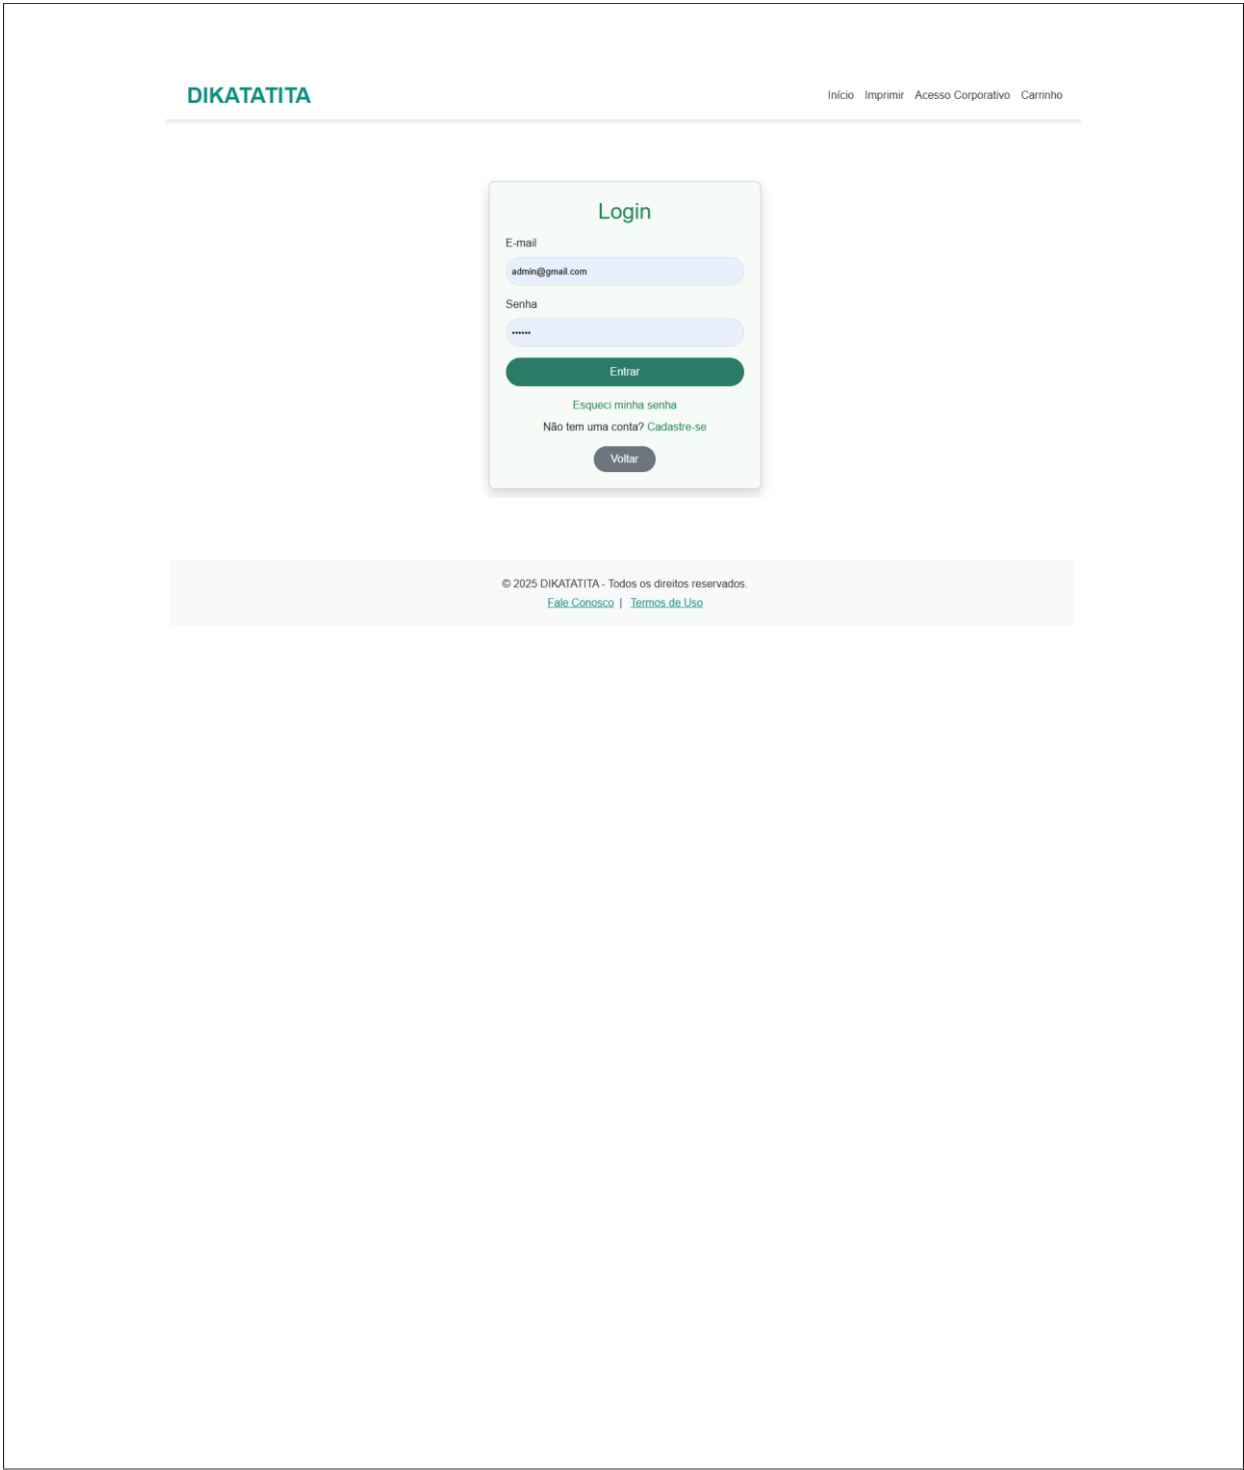 DIKATATITA
Início Imprimir Acesso Corporativo Carrinho
Login
E-mail
admin@gmail.com
Senha
••••••
Entrar
Esqueci minha senha
Não tem uma conta? Cadastre-se
Voltar
© 2025 DIKATATITA - Todos os direitos reservados.
Fale Conosco | Termos de Uso